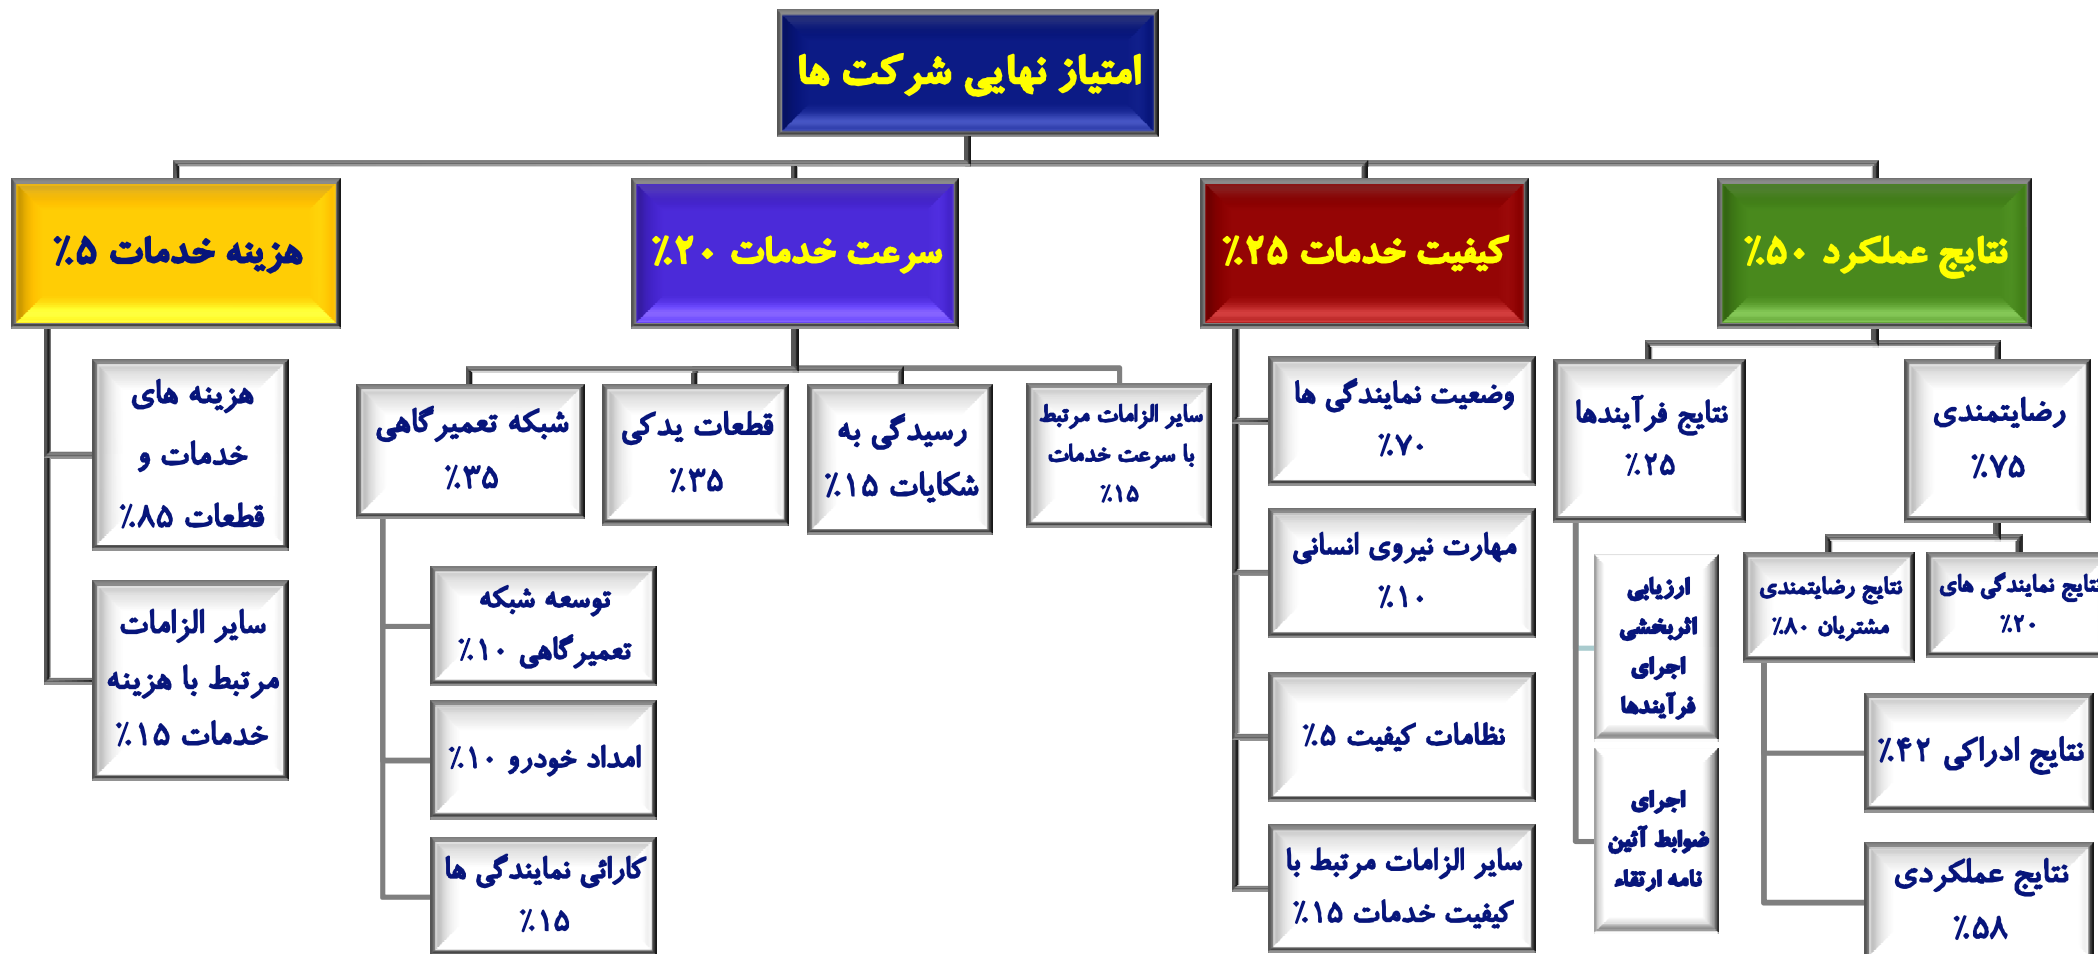 امتیاز نهایی شرکت ها
نتایج عملکرد ۵۰٪
کیفیت خدمات ۲۵٪
سرعت خدمات ۲۰٪
هزینه خدمات ۵٪
رضایتمندی
۷۵٪
نتایج فرآیندها
۲۵٪
نتایج نمایندگی های
۲۰٪
نتایج رضایتمندی
مشتریان ۸۰٪
نتایج ادراکی ۴۲٪
نتایج عملکردی
۵۸٪
ارزیابی
اثربخشی
اجرای
فرآیندها
اجرای
ضوابط آئین
نامه ارتقاء
وضعیت نمایندگی ها
۷۰٪
مهارت نیروی انسانی
۱۰٪
نظامات کیفیت ۵٪
سایر الزامات مرتبط با
کیفیت خدمات ۱۵٪
سایر الزامات مرتبط
با سرعت خدمات
۱۵٪
رسیدگی به
شکایات ۱۵٪
قطعات یدکی
۳۵٪
شبکه تعمیرگاهی
۳۵٪
توسعه شبکه
تعمیرگاهی ۱۰٪
امداد خودرو ۱۰٪
کارائی نمایندگی ها
۱۵٪
هزینه های
خدمات و
قطعات ۸۵٪
سایر الزامات
مرتبط با هزینه
خدمات ۱۵٪